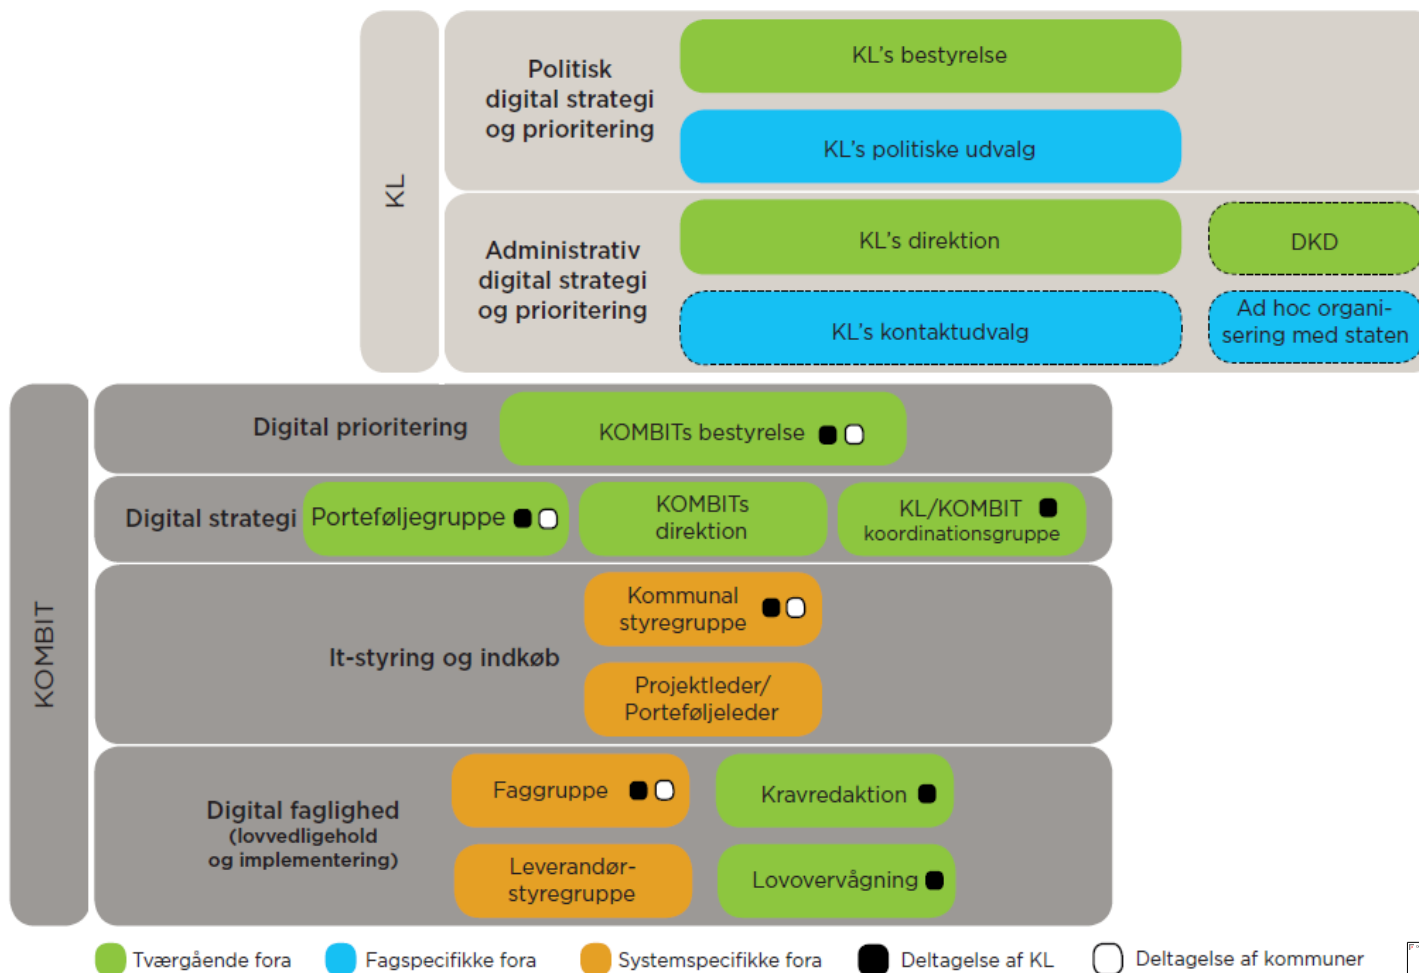 KL
Politisk
digital strategi
og prioritering
KL's bestyrelse
KL's politiske udvalg
Administrativ
digital strategi
og prioritering
KL's direktion
DKD
KL's kontaktudvalg
Ad hoc organi-
sering med staten
KOMBIT
Digital prioritering
KOMBITs bestyrelse
Digital strategi
Porteføljegruppe
KOMBITs
direktion
KL/KOMBIT
koordinationsgruppe
It-styring og indkøb
Kommunal
styregruppe
Projektleder/
Porteføljeleder
Digital faglighed
(lovvedligehold
og implementering)
Faggruppe
Kravredaktion
Leverandør-
styregruppe
Lovovervågning
Tværgående fora
Fagspecifikke fora
Systemspecifikke fora
Deltagelse af KL
Deltagelse af kommuner